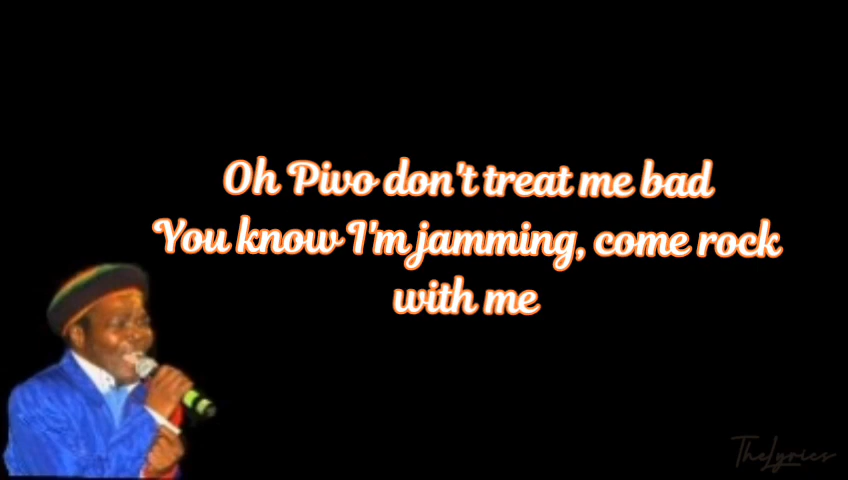 Oh Pivo don't treat me bad
You know I'm jamming, come rock
with me
TheLyrics